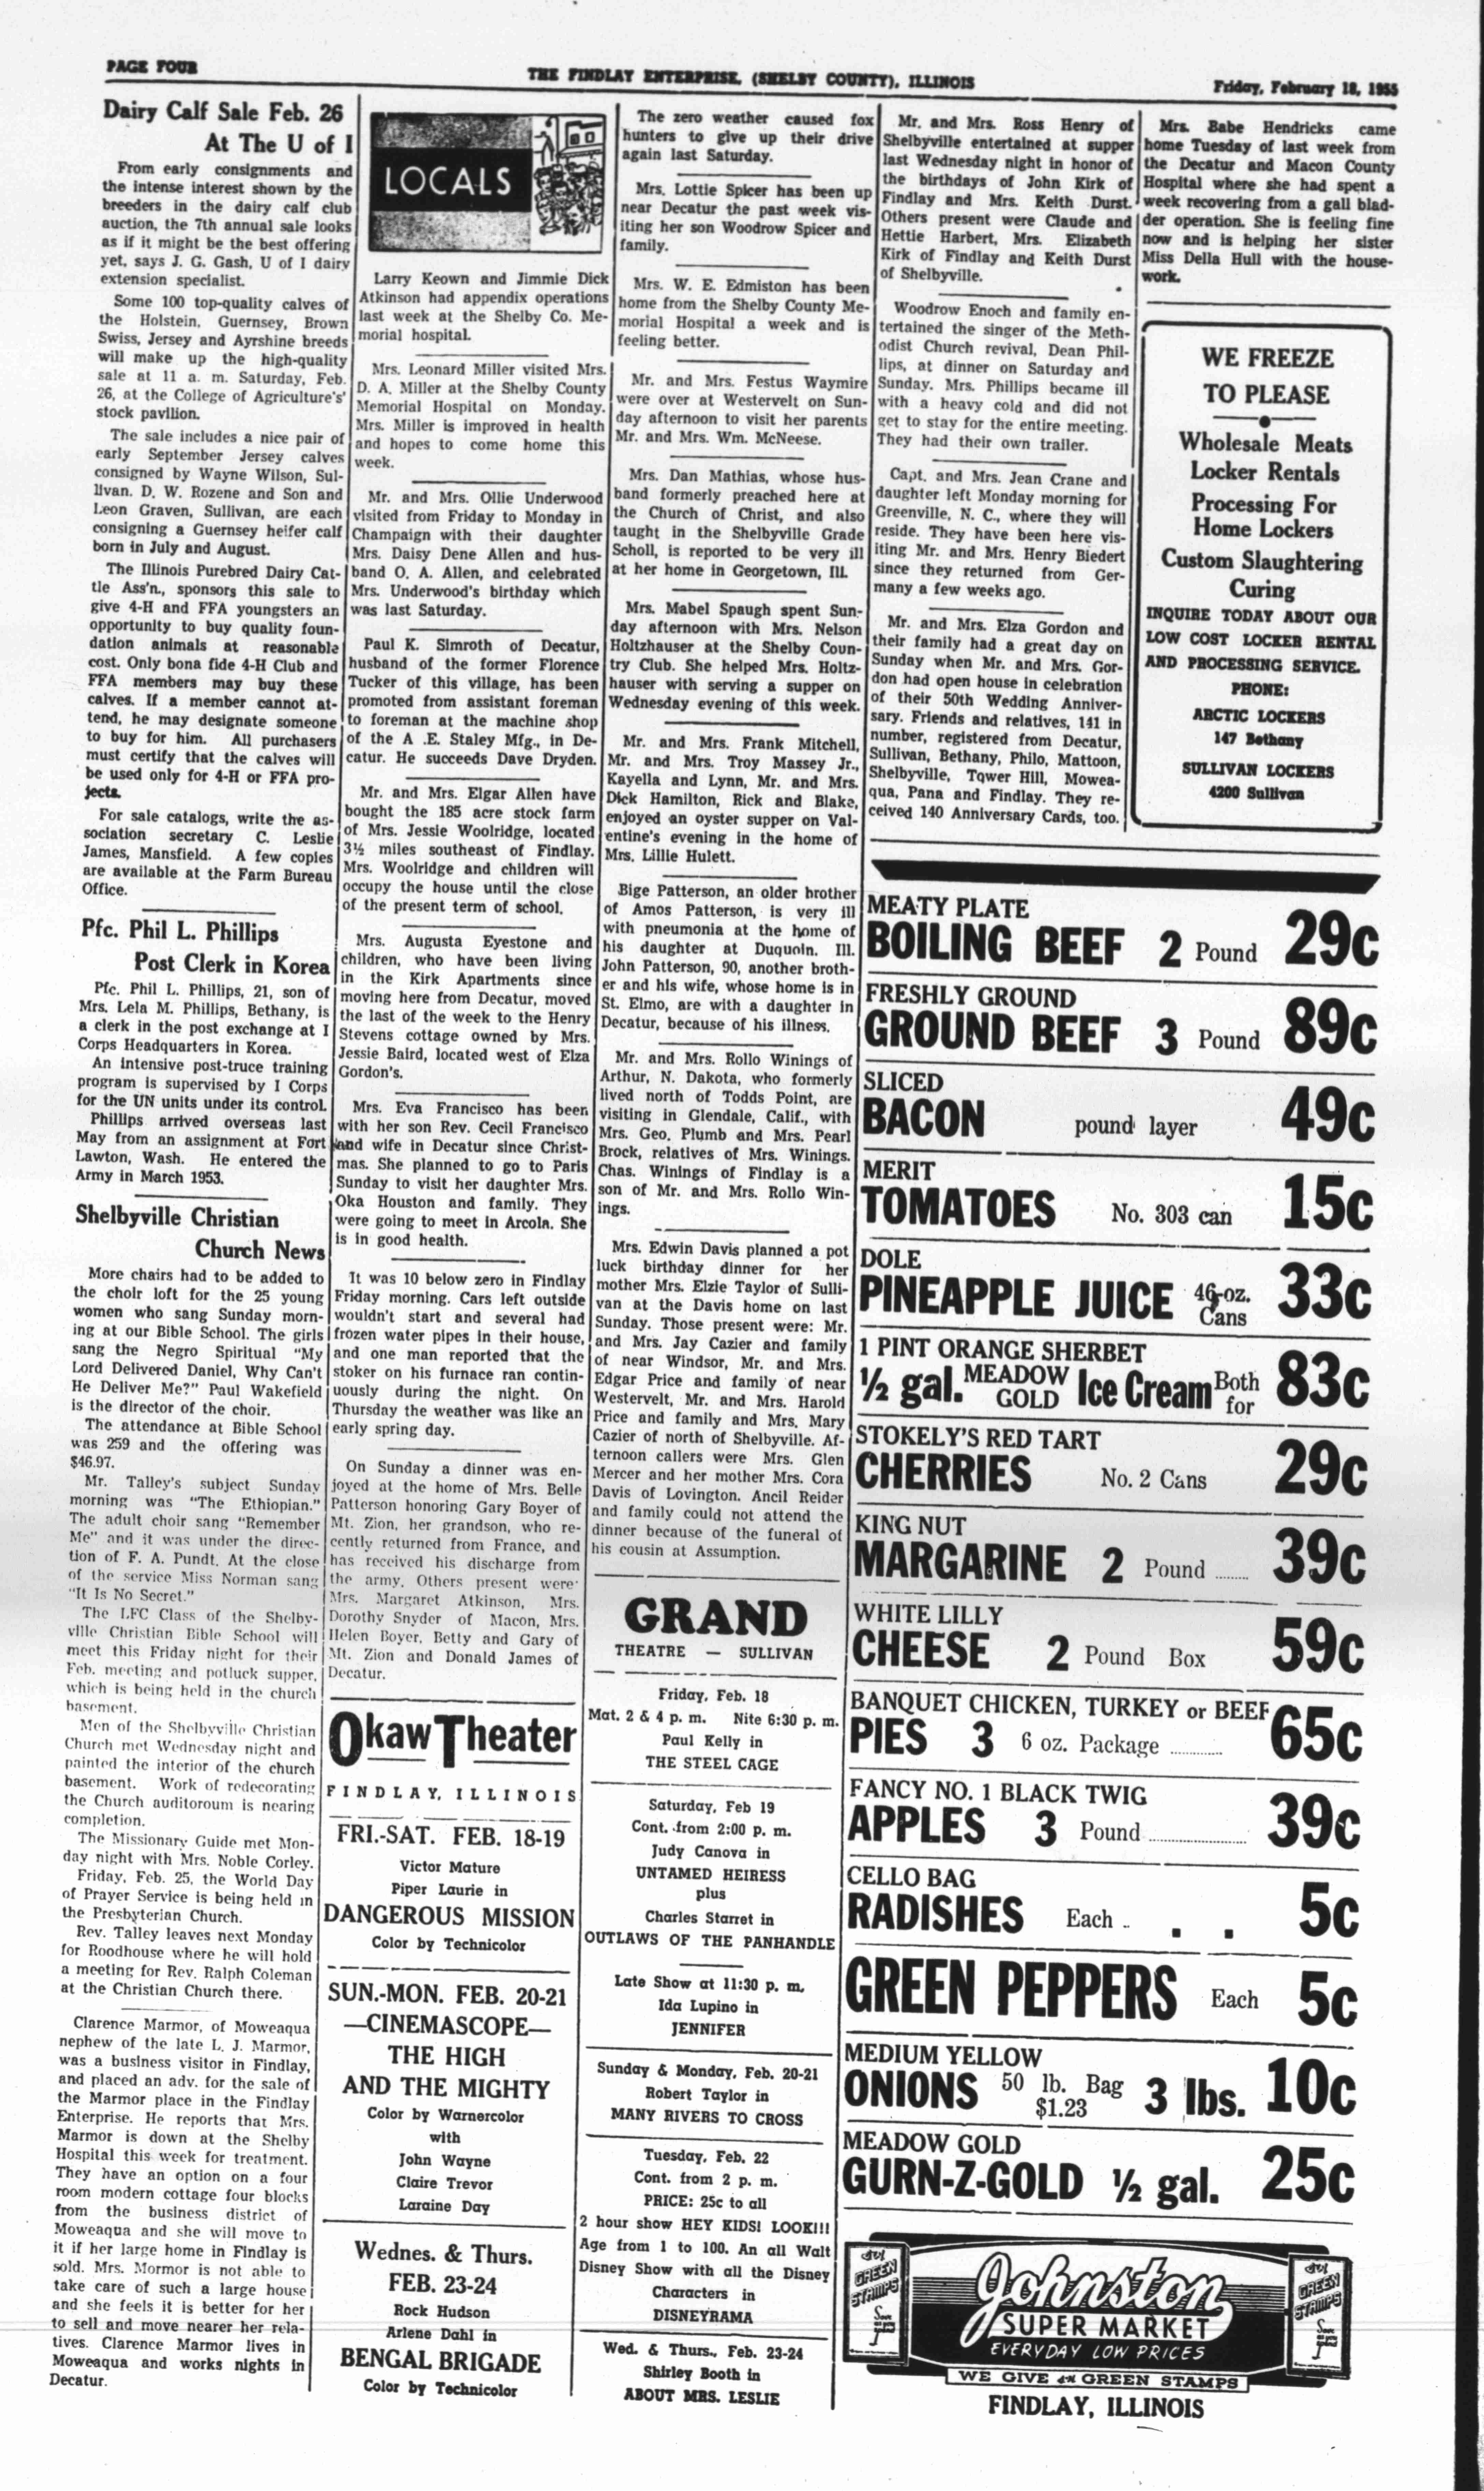 PAGE FOUR
THE FINDLAY ENTERPRISE, (SHELBY COUNTY), ILLINOIS
Friday, February 18, 1955
Dairy Calf Sale Feb. 26
At The U of I
From early consignments and
the intense interest shown by the
breeders in the dairy calf club
auction, the 7th annual sale looks
as if it might be the best offering
yet, says J. G. Gash, U of I dairy
extension specialist.
Some 100 top-quality calves of
the Holstein, Guernsey, Brown
Swiss, Jersey and Ayrshire breeds
will make up the high-quality
sale at 11 a. m. Saturday, Feb.
26, at the College of Agriculture's'
stock pavilion.
The sale includes a nice pair of
early September Jersey calves
consigned by Wayne Wilson, Sul-
livan. D. W. Rozene and Son and
Leon Graven, Sullivan, are each
consigning a Guernsey heifer calf
born in July and August.
The Illinois Purebred Dairy Cat-
tle Ass'n., sponsors this sale to
give 4-H and FFA youngsters an
opportunity to buy quality foun-
dation animals at reasonable
cost. Only bona fide 4-H Club and
FFA members may buy these
calves. If a member cannot at-
tend, he may designate someone
to buy for him. All purchasers
must certify that the calves will
be used only for 4-H or FFA pro-
jects.
For sale catalogs, write the as-
sociation secretary C. Leslie
James, Mansfield. A few copies
are available at the Farm Bureau
Office.
Pfc. Phil L. Phillips
Post Clerk in Korea
Pfc. Phil L. Phillips, 21, son of
Mrs. Lela M. Phillips, Bethany, is
a clerk in the post exchange at I
Corps Headquarters in Korea.
An intensive post-truce training
program is supervised by I Corps
for the UN units under its control.
Phillips arrived overseas last
May from an assignment at Fort
Lawton, Wash. He entered the
Army in March 1953.
Shelbyville Christian
Church News
More chairs had to be added to
the choir loft for the 25 young
women who sang Sunday morn-
ing at our Bible School. The girls
sang the Negro Spiritual "My
Lord Delivered Daniel, Why Can't
He Deliver Me?" Paul Wakefield
is the director of the choir.
The attendance at Bible School
was 259 and the offering was
$46.97.
Mr. Talley's subject Sunday
morning was "The Ethiopian."
The adult choir sang "Remember
Me" and it was under the direc-
tion of F. A. Pundt. At the close
of the service Miss Norman sang
"It Is No Secret."
The LFC Class of the Shelby-
ville Christian Bible School will
meet this Friday night for their
Feb. meeting and potluck supper,
which is being held in the church
basement.
Men of the Shelbyville Christian
Church met Wednesday night and
painted the interior of the church
basement. Work of redecorating
the Church auditoroum is nearing
completion.
The Missionary Guide met Mon-
day night with Mrs. Noble Corley.
Friday, Feb. 25, the World Day
of Prayer Service is being held in
the Presbyterian Church.
Rev. Talley leaves next Monday
for Roodhouse where he will hold
a meeting for Rev. Ralph Coleman
at the Christian Church there.
Clarence Marmor, of Moweaqua
nephew of the late L. J. Marmor,
was a business visitor in Findlay,
and placed an adv. for the sale of
the Marmor place in the Findlay
Enterprise. He reports that Mrs.
Marmor is down at the Shelby
Hospital this week for treatment.
They have an option on a four
room modern cottage four blocks
from the business district of
Moweaqua and she will move to
it if her large home in Findlay is
sold. Mrs. Mormor is not able to
take care of such a large house
and she feels it is better for her
to sell and move nearer her rela-
tives. Clarence Marmor lives in
Moweaqua and works nights in
Decatur.
LOCALS
Larry Keown and Jimmie Dick
Atkinson had appendix operations
last week at the Shelby Co. Me-
morial hospital.
Mrs. Leonard Miller visited Mrs.
D. A. Miller at the Shelby County
Memorial Hospital on Monday.
Mrs. Miller is improved in health
and hopes to come home this
week.
Mr. and Mrs. Ollie Underwood
visited from Friday to Monday in
Champaign with their daughter
Mrs. Daisy Dene Allen and hus-
band O. A. Allen, and celebrated
Mrs. Underwood's birthday which
was last Saturday.
Paul K. Simroth of Decatur,
husband of the former Florence
Tucker of this village, has been
promoted from assistant foreman
to foreman at the machine shop
of the A .E. Staley Mfg., in De-
catur. He succeeds Dave Dryden.
Mr. and Mrs. Elgar Allen have
bought the 185 acre stock farm
of Mrs. Jessie Woolridge, located
3½ miles southeast of Findlay.
Mrs. Woolridge and children will
occupy the house until the close
of the present term of school.
Mrs. Augusta Eyestone and
children, who have been living
in the Kirk Apartments since
moving here from Decatur, moved
the last of the week to the Henry
Stevens cottage owned by Mrs.
Jessie Baird, located west of Elza
Gordon's.
Mrs. Eva Francisco has been
with her son Rev. Cecil Francisco
and wife in Decatur since Christ-
mas. She planned to go to Paris
Sunday to visit her daughter Mrs.
Oka Houston and family. They
were going to meet in Arcola. She
is in good health.
It was 10 below zero in Findlay
Friday morning. Cars left outside
wouldn't start and several had
frozen water pipes in their house,
and one man reported that the
stoker on his furnace ran contin-
uously during the night. On
Thursday the weather was like an
early spring day.
On Sunday a dinner was en-
joyed at the home of Mrs. Belle
Patterson honoring Gary Boyer of
Mt. Zion, her grandson, who re-
cently returned from France, and
has received his discharge from
the army. Others present were
Mrs. Margaret Atkinson, Mrs.
Dorothy Snyder of Macon, Mrs.
Helen Boyer, Betty and Gary of
Mt. Zion and Donald James of
Decatur.
Okaw Theater
FINDLAY, ILLINOIS
FRI.-SAT. FEB. 18-19
Victor Mature
Piper Laurie in
DANGEROUS MISSION
Color by Technicolor
SUN.-MON. FEB. 20-21
—CINEMASCOPE—
THE HIGH
AND THE MIGHTY
Color by Warnercolor
with
John Wayne
Claire Trevor
Laraine Day
Wednes. & Thurs.
FEB. 23-24
Rock Hudson
Arlene Dahl in
BENGAL BRIGADE
Color by Technicolor
The zero weather caused fox
hunters to give up their drive
again last Saturday.
Mrs. Lottie Spicer has been up
near Decatur the past week vis-
iting her son Woodrow Spicer and
family.
Mrs. W. E. Edmiston has been
home from the Shelby County Me-
morial Hospital a week and is
feeling better.
Mr. and Mrs. Festus Waymire
were over at Westervelt on Sun-
day afternoon to visit her parents
Mr. and Mrs. Wm. McNeese.
Mrs. Dan Mathias, whose hus-
band formerly preached here at
the Church of Christ, and also
taught in the Shelbyville Grade
Scholl, is reported to be very ill
at her home in Georgetown, Ill.
Mrs. Mabel Spaugh spent Sun-
day afternoon with Mrs. Nelson
Holtzhauser at the Shelby Coun-
try Club. She helped Mrs. Holtz-
hauser with serving a supper on
Wednesday evening of this week.
Mr. and Mrs. Frank Mitchell,
Mr. and Mrs. Troy Massey Jr.,
Kayella and Lynn, Mr. and Mrs.
Dick Hamilton, Rick and Blake,
enjoyed an oyster supper on Val-
entine's evening in the home of
Mrs. Lillie Hulett.
Bige Patterson, an older brother
of Amos Patterson, is very ill
with pneumonia at the home of
his daughter at Duquoin. Ill.
John Patterson, 90, another broth-
er and his wife, whose home is in
St. Elmo, are with a daughter in
Decatur, because of his illness.
Mr. and Mrs. Rollo Winings of
Arthur, N. Dakota, who formerly
lived north of Todds Point, are
visiting in Glendale, Calif., with
Mrs. Geo. Plumb and Mrs. Pearl
Brock, relatives of Mrs. Winings.
Chas. Winings of Findlay is a
son of Mr. and Mrs. Rollo Win-
ings.
Mrs. Edwin Davis planned a pot
luck birthday dinner for her
mother Mrs. Elzie Taylor of Sulli-
van at the Davis home on last
Sunday. Those present were: Mr.
and Mrs. Jay Cazier and family
of near Windsor, Mr. and Mrs.
Edgar Price and family of near
Westervelt, Mr. and Mrs. Harold
Price and family and Mrs. Mary
Cazier of north of Shelbyville. Af-
ternoon callers were Mrs. Glen
Mercer and her mother Mrs. Cora
Davis of Lovington. Ancil Reider
and family could not attend the
dinner because of the funeral of
his cousin at Assumption.
GRAND
THEATRE — SULLIVAN
Friday, Feb. 18
Mat. 2 & 4 p. m. Nite 6:30 p. m.
Paul Kelly in
THE STEEL CAGE
Saturday, Feb 19
Cont. from 2:00 p. m.
Judy Canova in
UNTAMED HEIRESS
plus
Charles Starret in
OUTLAWS OF THE PANHANDLE
Late Show at 11:30 p. m.
Ida Lupino in
JENNIFER
Sunday & Monday, Feb. 20-21
Robert Taylor in
MANY RIVERS TO CROSS
Tuesday, Feb. 22
Cont. from 2 p. m.
PRICE: 25c to all
2 hour show HEY KIDS! LOOK!!!
Age from 1 to 100. An all Walt
Disney Show with all the Disney
Characters in
DISNEYRAMA
Wed. & Thurs., Feb. 23-24
Shirley Booth in
ABOUT MRS. LESLIE
Mr. and Mrs. Ross Henry of
Shelbyville entertained at supper
last Wednesday night in honor of
the birthdays of John Kirk of
Findlay and Mrs. Keith Durst.
Others present were Claude and
Hettie Harbert, Mrs. Elizabeth
Kirk of Findlay and Keith Durst
of Shelbyville.
Woodrow Enoch and family en-
tertained the singer of the Meth-
odist Church revival, Dean Phil-
lips, at dinner on Saturday and
Sunday. Mrs. Phillips became ill
with a heavy cold and did not
get to stay for the entire meeting.
They had their own trailer.
Capt. and Mrs. Jean Crane and
daughter left Monday morning for
Greenville, N. C., where they will
reside. They have been here vis-
iting Mr. and Mrs. Henry Biedert
since they returned from Ger-
many a few weeks ago.
Mr. and Mrs. Elza Gordon and
their family had a great day on
Sunday when Mr. and Mrs. Gor-
don had open house in celebration
of their 50th Wedding Anniver-
sary. Friends and relatives, 141 in
number, registered from Decatur,
Sullivan, Bethany, Philo, Mattoon,
Shelbyville, Tower Hill, Mowea-
qua, Pana and Findlay. They re-
ceived 140 Anniversary Cards, too.
Mrs. Babe Hendricks came
home Tuesday of last week from
the Decatur and Macon County
Hospital where she had spent a
week recovering from a gall blad-
der operation. She is feeling fine
now and is helping her sister
Miss Della Hull with the house-
work.
WE FREEZE
TO PLEASE
Wholesale Meats
Locker Rentals
Processing For
Home Lockers
Custom Slaughtering
Curing
INQUIRE TODAY ABOUT OUR
LOW COST LOCKER RENTAL
AND PROCESSING SERVICE.
PHONE:
ARCTIC LOCKERS
147 Bethany
SULLIVAN LOCKERS
4200 Sullivan
MEATY PLATE
BOILING BEEF 2 Pound 29c
FRESHLY GROUND
GROUND BEEF 3 Pound 89c
SLICED
BACON pound layer 49c
MERIT
TOMATOES No. 303 can 15c
DOLE
PINEAPPLE JUICE 46-oz. Cans 33c
1 PINT ORANGE SHERBET
½ gal. MEADOW GOLD Ice Cream Both for 83c
STOKELY'S RED TART
CHERRIES No. 2 Cans 29c
KING NUT
MARGARINE 2 Pound ........ 39c
WHITE LILLY
CHEESE 2 Pound Box 59c
BANQUET CHICKEN, TURKEY or BEEF
PIES 3 6 oz. Package ............ 65c
FANCY NO. 1 BLACK TWIG
APPLES 3 Pound ...................... 39c
CELLO BAG
RADISHES Each .. . . 5c
GREEN PEPPERS Each 5c
MEDIUM YELLOW
ONIONS 50 lb. Bag $1.23 3 lbs. 10c
MEADOW GOLD
GURN-Z-GOLD ½ gal. 25c
S&H GREEN STAMPS
Johnston
SUPER MARKET
EVERYDAY LOW PRICES
WE GIVE S&H GREEN STAMPS
S&H GREEN STAMPS
FINDLAY, ILLINOIS